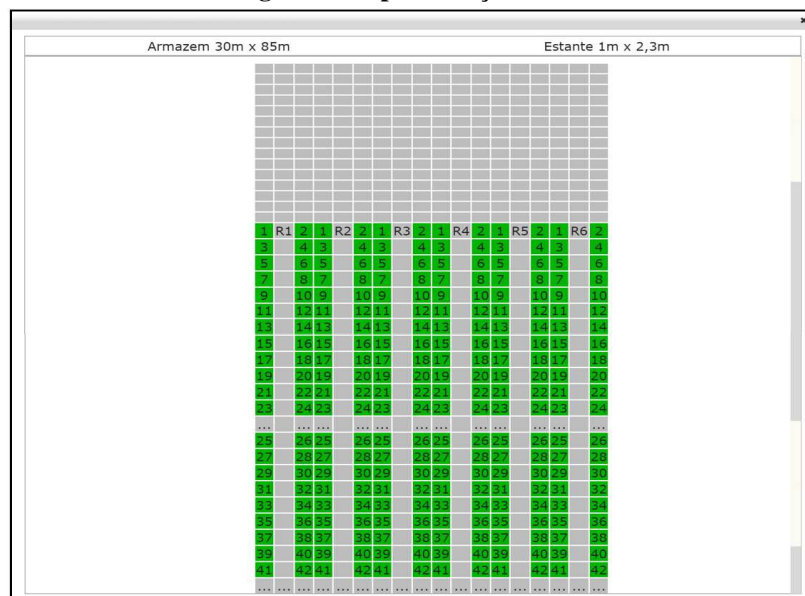 Armazem 30m x 85m Estante 1m x 2,3m
1 R1 2 1 R2 2 1 R3 2 1 R4 2 1 R5 2 1 R6 2
3 4 3 4 3 4 3 4 3 4 3 4
5 6 5 6 5 6 5 6 5 6 5 6
7 8 7 8 7 8 7 8 7 8 7 8
9 10 9 10 9 10 9 10 9 10 9 10
11 12 11 12 11 12 11 12 11 12 11 12
13 14 13 14 13 14 13 14 13 14 13 14
15 16 15 16 15 16 15 16 15 16 15 16
17 18 17 18 17 18 17 18 17 18 17 18
19 20 19 20 19 20 19 20 19 20 19 20
21 22 21 22 21 22 21 22 21 22 21 22
23 24 23 24 23 24 23 24 23 24 23 24
... ... ... ... ... ... ... ... ... ... ... ...
25 26 25 26 25 26 25 26 25 26 25 26
27 28 27 28 27 28 27 28 27 28 27 28
29 30 29 30 29 30 29 30 29 30 29 30
31 32 31 32 31 32 31 32 31 32 31 32
33 34 33 34 33 34 33 34 33 34 33 34
35 36 35 36 35 36 35 36 35 36 35 36
37 38 37 38 37 38 37 38 37 38 37 38
39 40 39 40 39 40 39 40 39 40 39 40
41 42 41 42 41 42 41 42 41 42 41 42
... ... ... ... ... ... ... ... ... ... ... ... ... ... ... ... ... ...